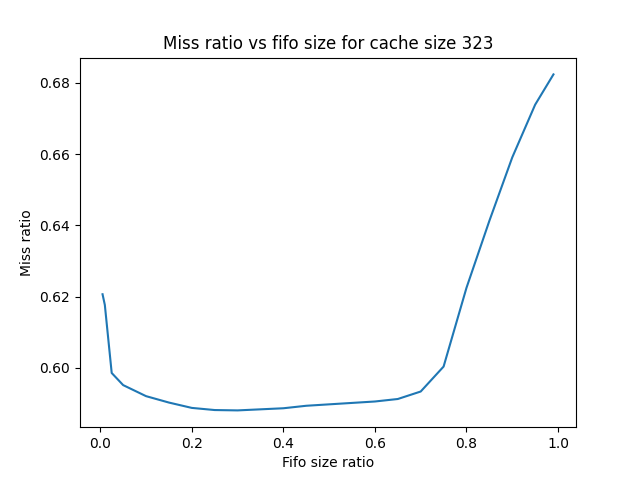 Miss ratio vs fifo size for cache size 323
0.68
0.66
0.64
0.62
0.60
Miss ratio
0.0 0.2 0.4 0.6 0.8 1.0
Fifo size ratio